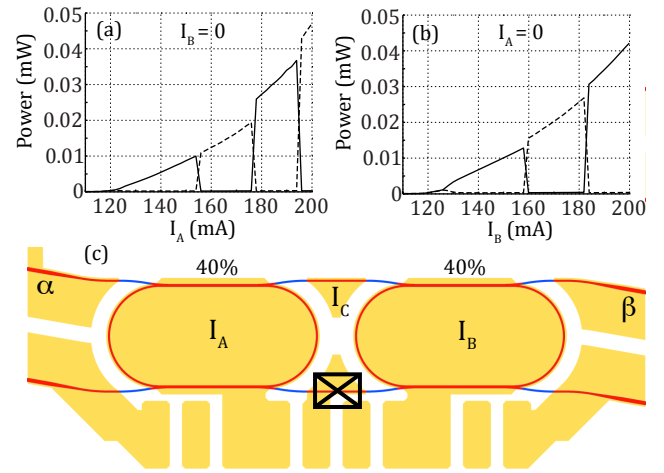 (a) I_B = 0
Power (mW)
0.05
0.04
0.03
0.02
0.01
0
120 140 160 180 200
I_A (mA)
(b) I_A = 0
Power (mW)
0.05
0.04
0.03
0.02
0.01
0
120 140 160 180 200
I_B (mA)
(c)
40% 40%
α I_A I_C I_B β